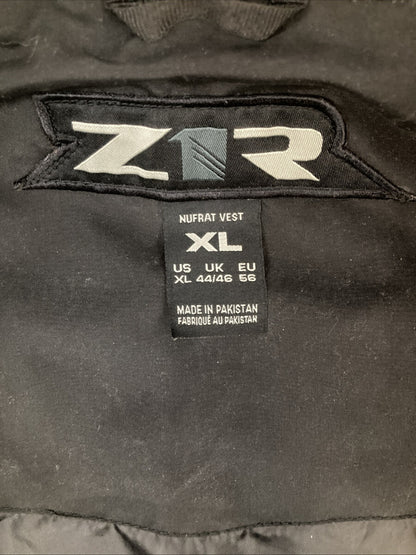 Z1R
NUFRAT VEST
XL
US UK EU
XL 44/46 56
MADE IN PAKISTAN
FABRIQUÉ AU PAKISTAN